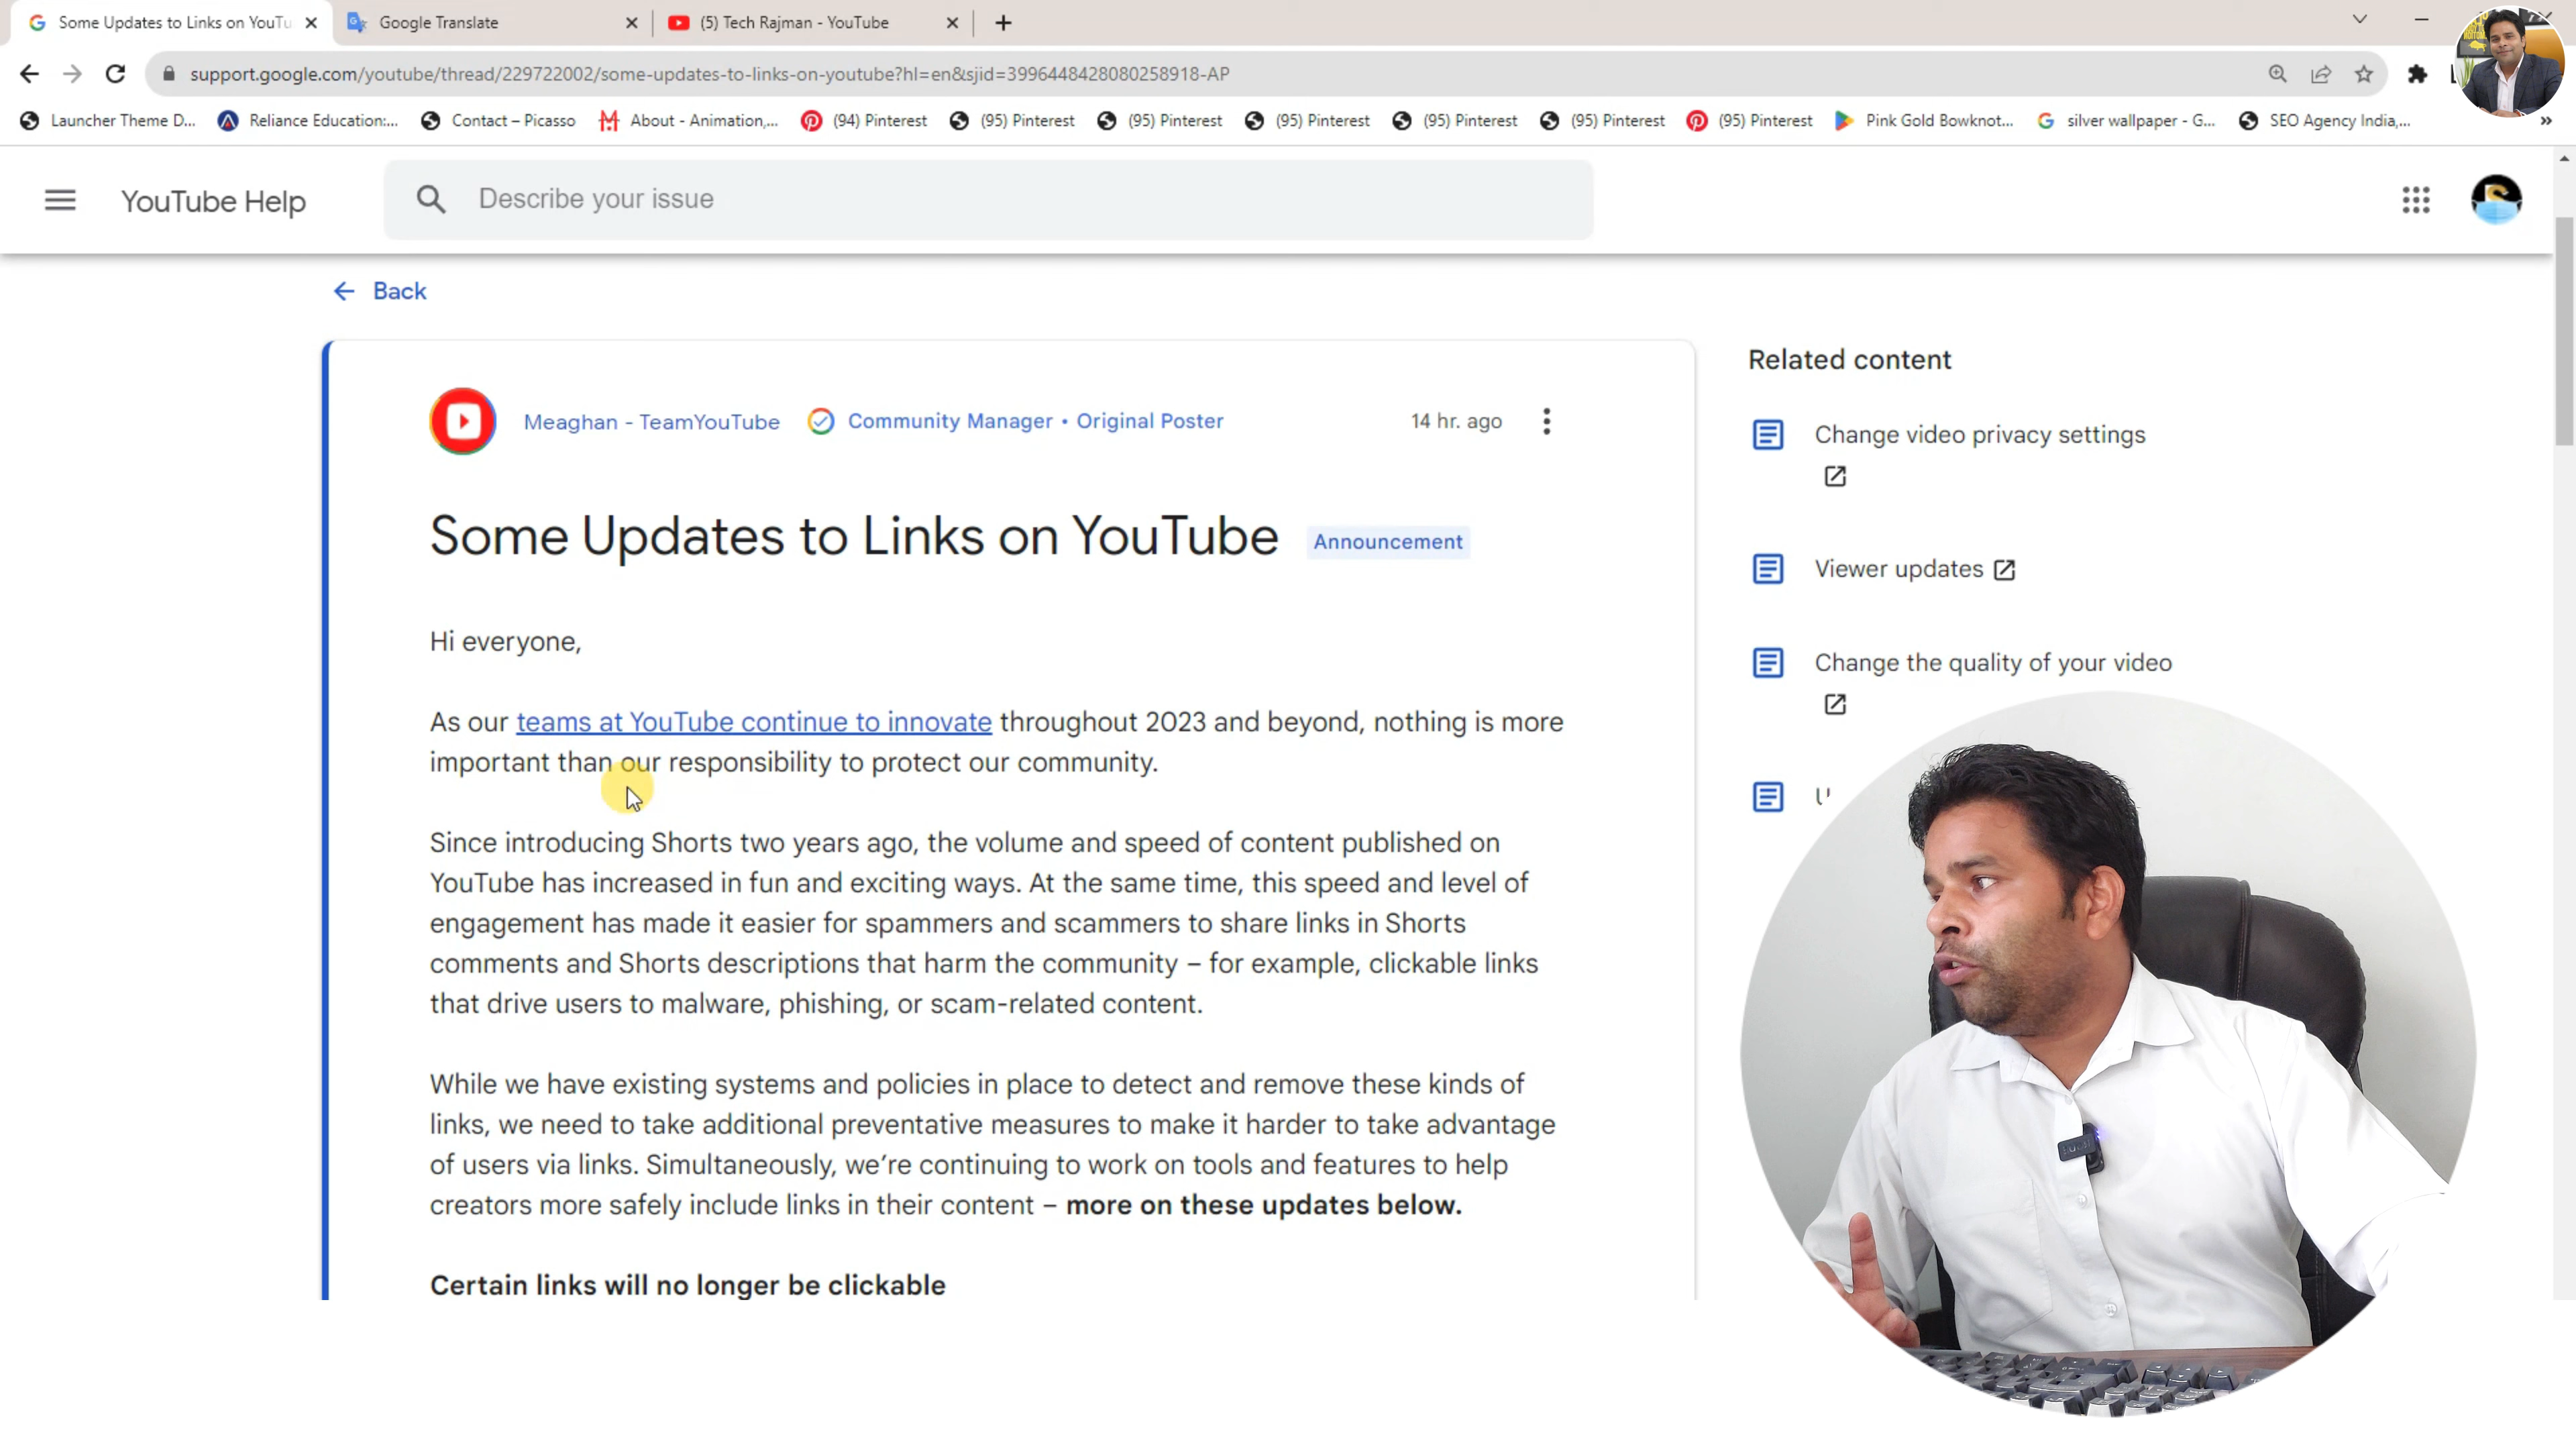 Some Updates to Links on YouTu
Google Translate
(5) Tech Rajman - YouTube
support.google.com/youtube/thread/229722002/some-updates-to-links-on-youtube?hl=en&sjid=3996448428080258918-AP
Launcher Theme D...
Reliance Education:...
Contact – Picasso
About - Animation,...
(94) Pinterest
(95) Pinterest
(95) Pinterest
(95) Pinterest
(95) Pinterest
(95) Pinterest
(95) Pinterest
Pink Gold Bowknot...
silver wallpaper - G...
SEO Agency India,...
YouTube Help
Describe your issue
Back
Meaghan - TeamYouTube
Community Manager • Original Poster
14 hr. ago
Some Updates to Links on YouTube
Announcement
Hi everyone,
As our teams at YouTube continue to innovate throughout 2023 and beyond, nothing is more
important than our responsibility to protect our community.
Since introducing Shorts two years ago, the volume and speed of content published on
YouTube has increased in fun and exciting ways. At the same time, this speed and level of
engagement has made it easier for spammers and scammers to share links in Shorts
comments and Shorts descriptions that harm the community – for example, clickable links
that drive users to malware, phishing, or scam-related content.
While we have existing systems and policies in place to detect and remove these kinds of
links, we need to take additional preventative measures to make it harder to take advantage
of users via links. Simultaneously, we’re continuing to work on tools and features to help
creators more safely include links in their content – more on these updates below.
Certain links will no longer be clickable
Related content
Change video privacy settings
Viewer updates
Change the quality of your video